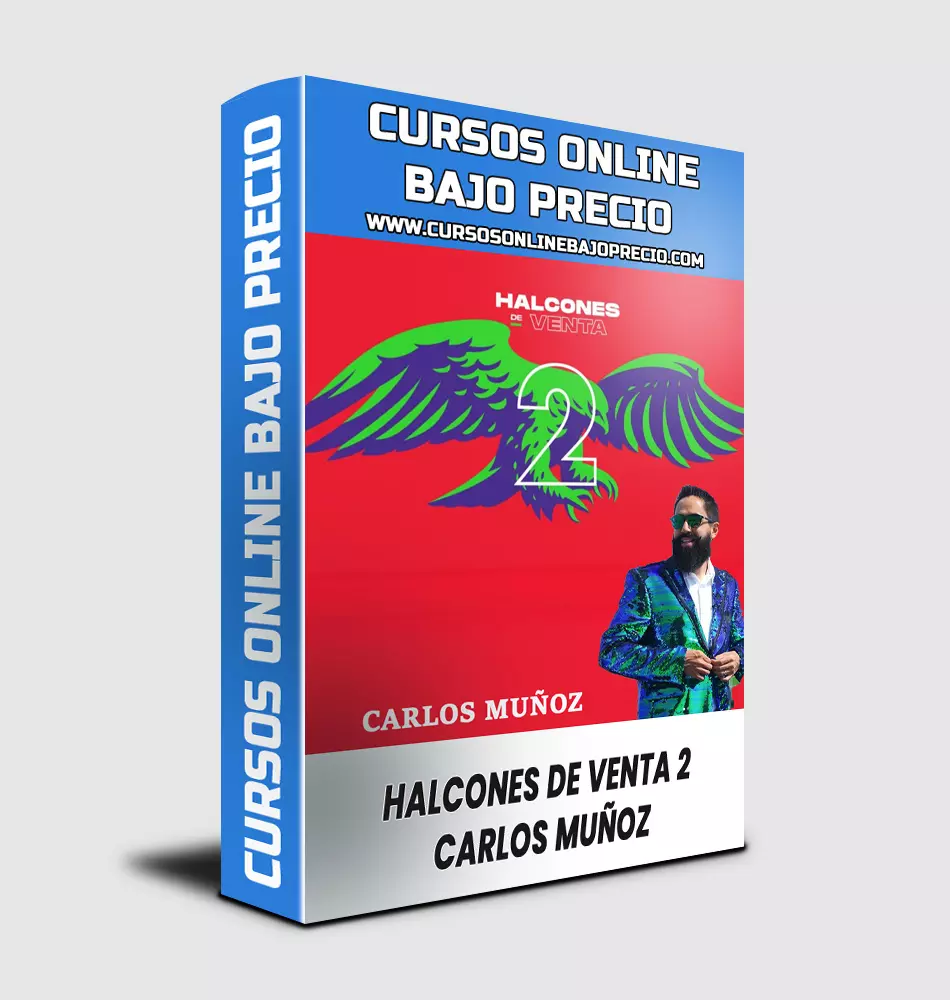 CURSOS ONLINE BAJO PRECIO
CURSOS ONLINE
BAJO PRECIO
WWW.CURSOSONLINEBAJOPRECIO.COM
HALCONES
DE VENTA
2
CARLOS MUÑOZ
HALCONES DE VENTA 2
CARLOS MUÑOZ